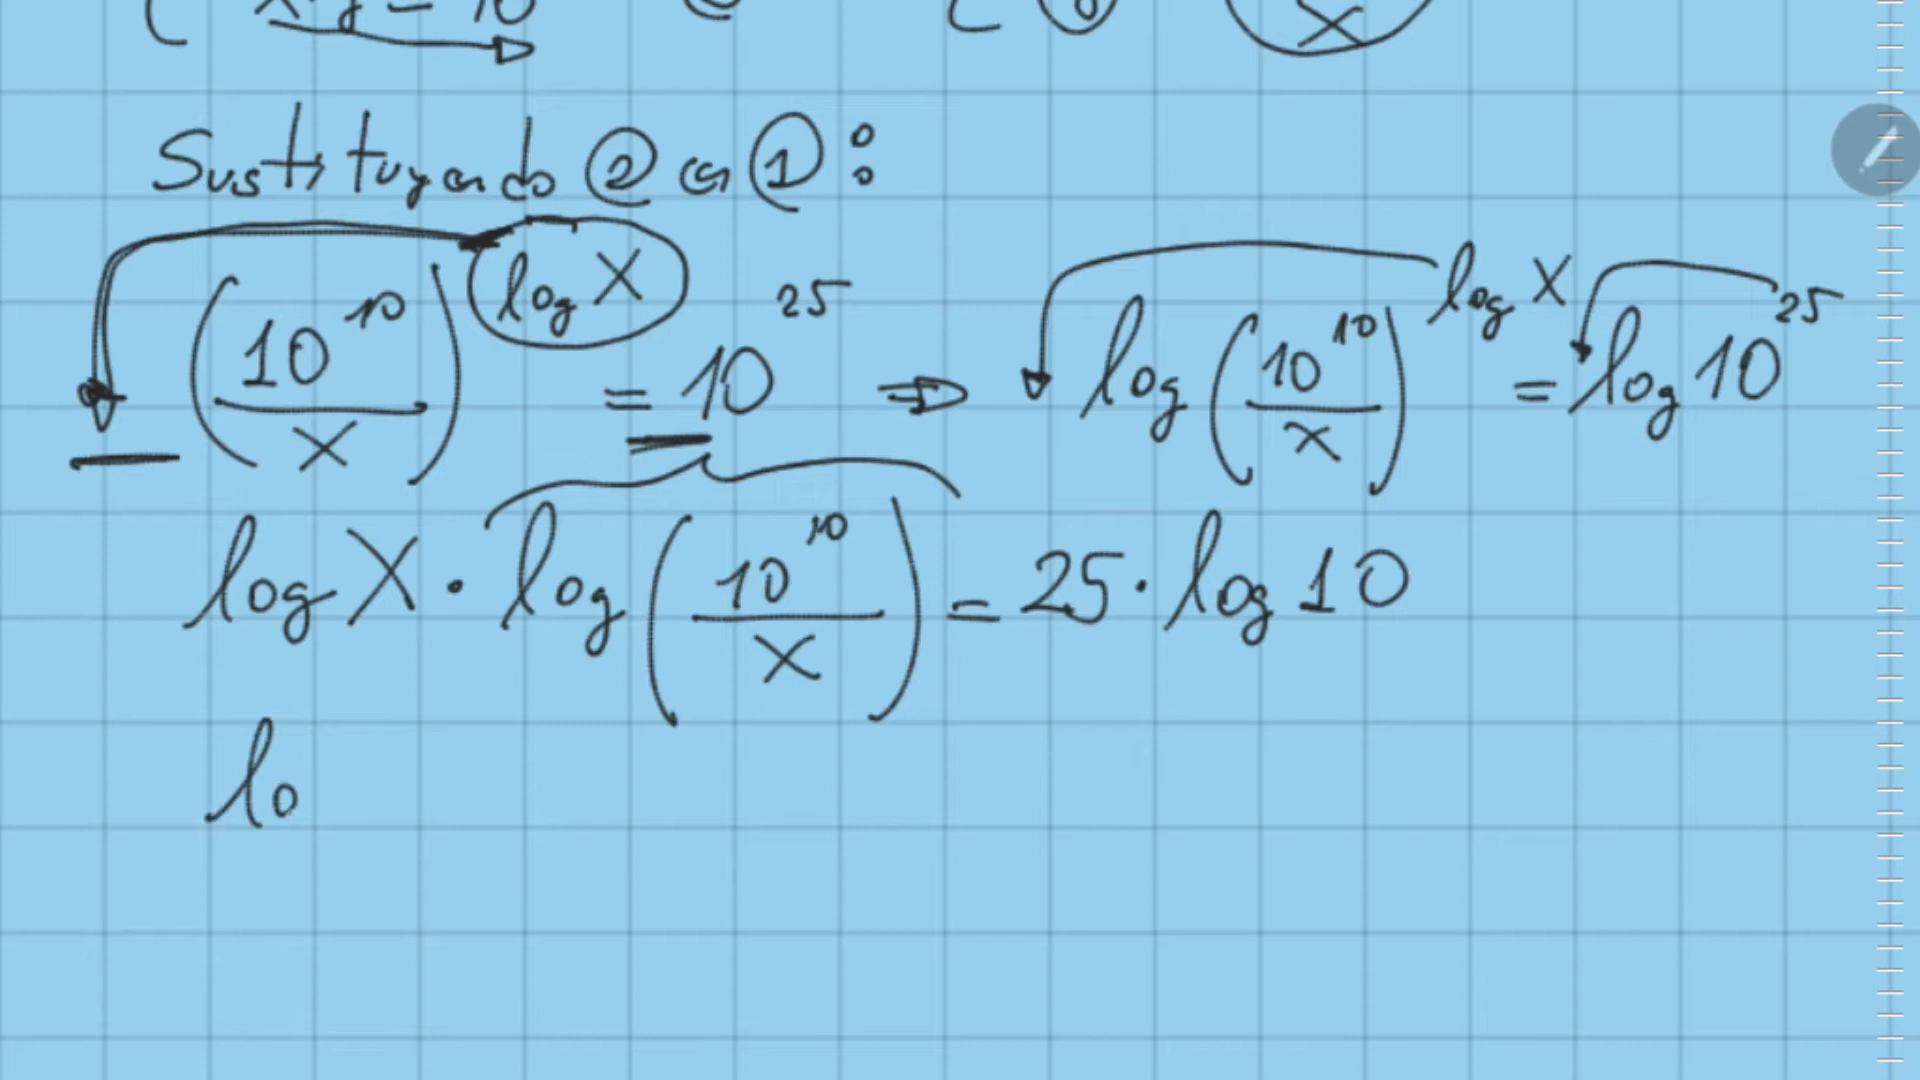 Sustituyendo ② en ①:
(10^10 / x)^(log x) = 10^25 ⇒ log (10^10 / x)^(log x) = log 10^25
log x · log (10^10 / x) = 25 · log 10
lo